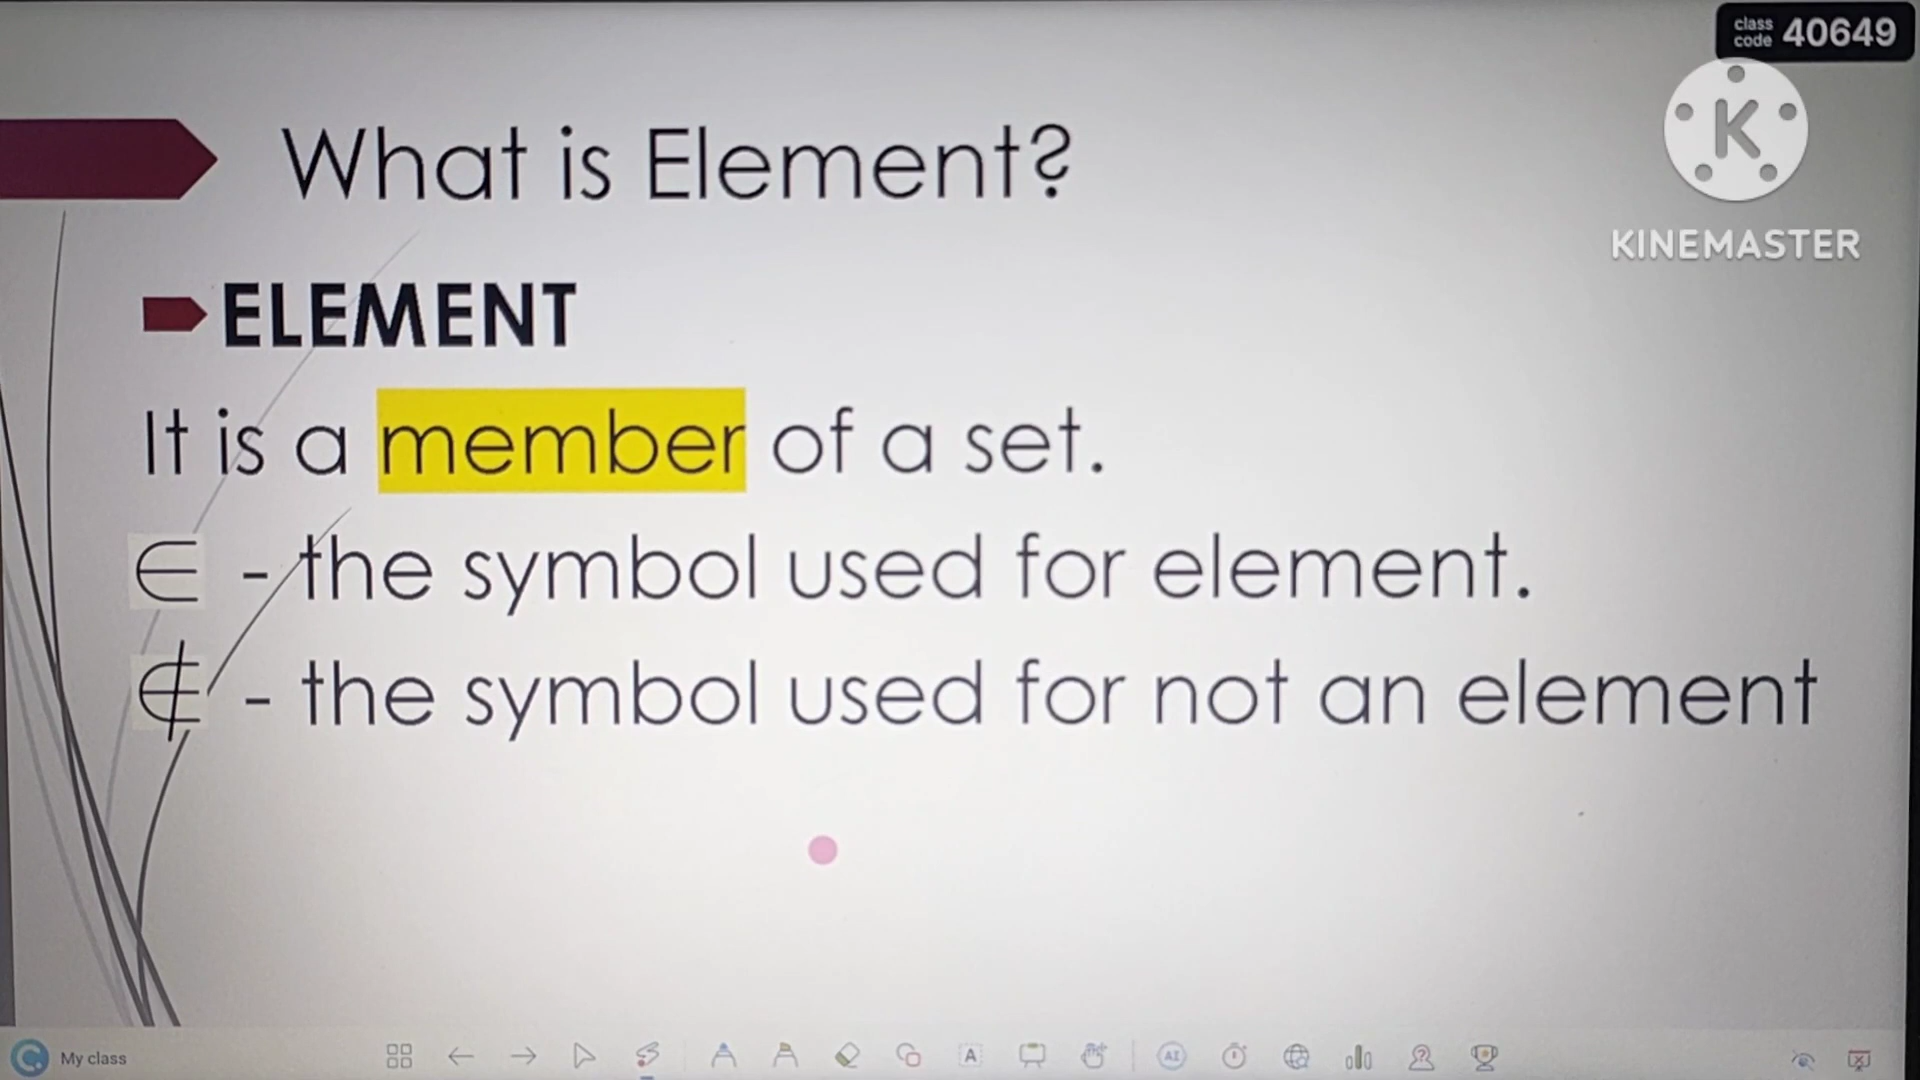 class code 40649
K
KINEMASTER
What is Element?
ELEMENT
It is a member of a set.
∈ - the symbol used for element.
∉ - the symbol used for not an element
My class
A
AI